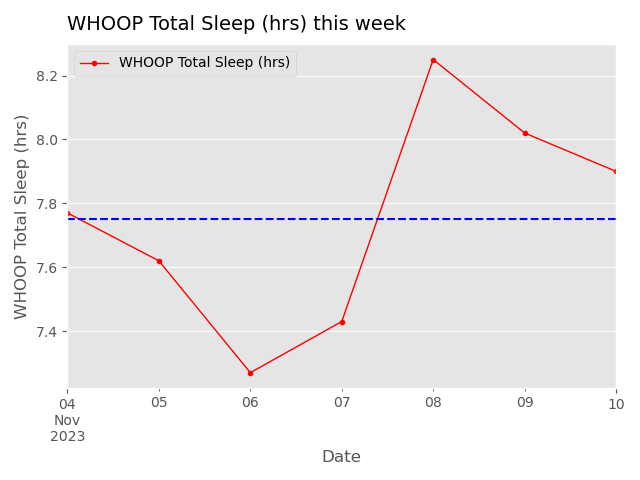 WHOOP Total Sleep (hrs) this week
WHOOP Total Sleep (hrs)
WHOOP Total Sleep (hrs)
8.2
8.0
7.8
7.6
7.4
04 05 06 07 08 09 10
Nov
2023
Date